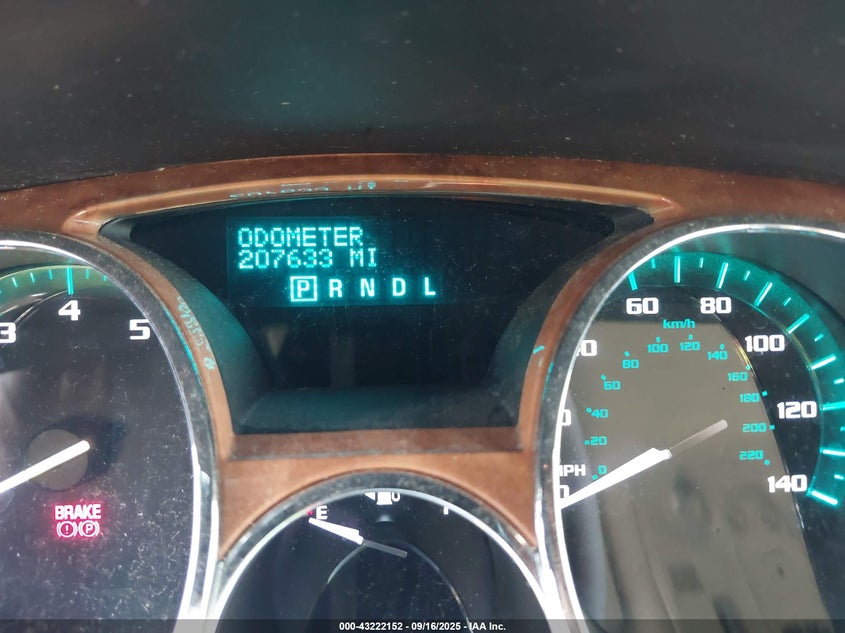 ODOMETER
207633 MI
P R N D L
3 4 5
60 80 100 120 140
km/h
0 20 40 60 80 100 120 140 160 180 200 220
MPH
BRAKE
P
E
000-43222152 - 09/16/2025 - IAA Inc.